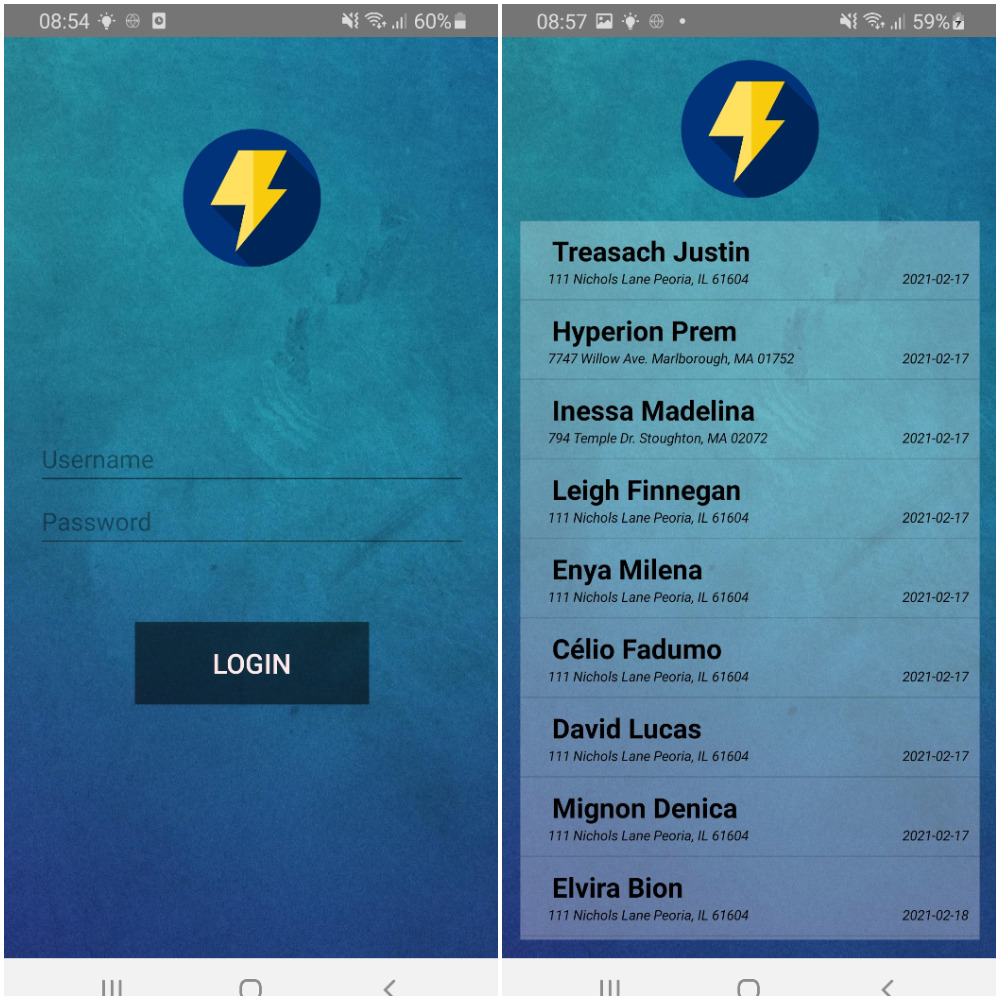 08:54
60%
Username
Password
LOGIN
08:57
59%
Treasach Justin
111 Nichols Lane Peoria, IL 61604 2021-02-17
Hyperion Prem
7747 Willow Ave. Marlborough, MA 01752 2021-02-17
Inessa Madelina
794 Temple Dr. Stoughton, MA 02072 2021-02-17
Leigh Finnegan
111 Nichols Lane Peoria, IL 61604 2021-02-17
Enya Milena
111 Nichols Lane Peoria, IL 61604 2021-02-17
Célio Fadumo
111 Nichols Lane Peoria, IL 61604 2021-02-17
David Lucas
111 Nichols Lane Peoria, IL 61604 2021-02-17
Mignon Denica
111 Nichols Lane Peoria, IL 61604 2021-02-17
Elvira Bion
111 Nichols Lane Peoria, IL 61604 2021-02-18